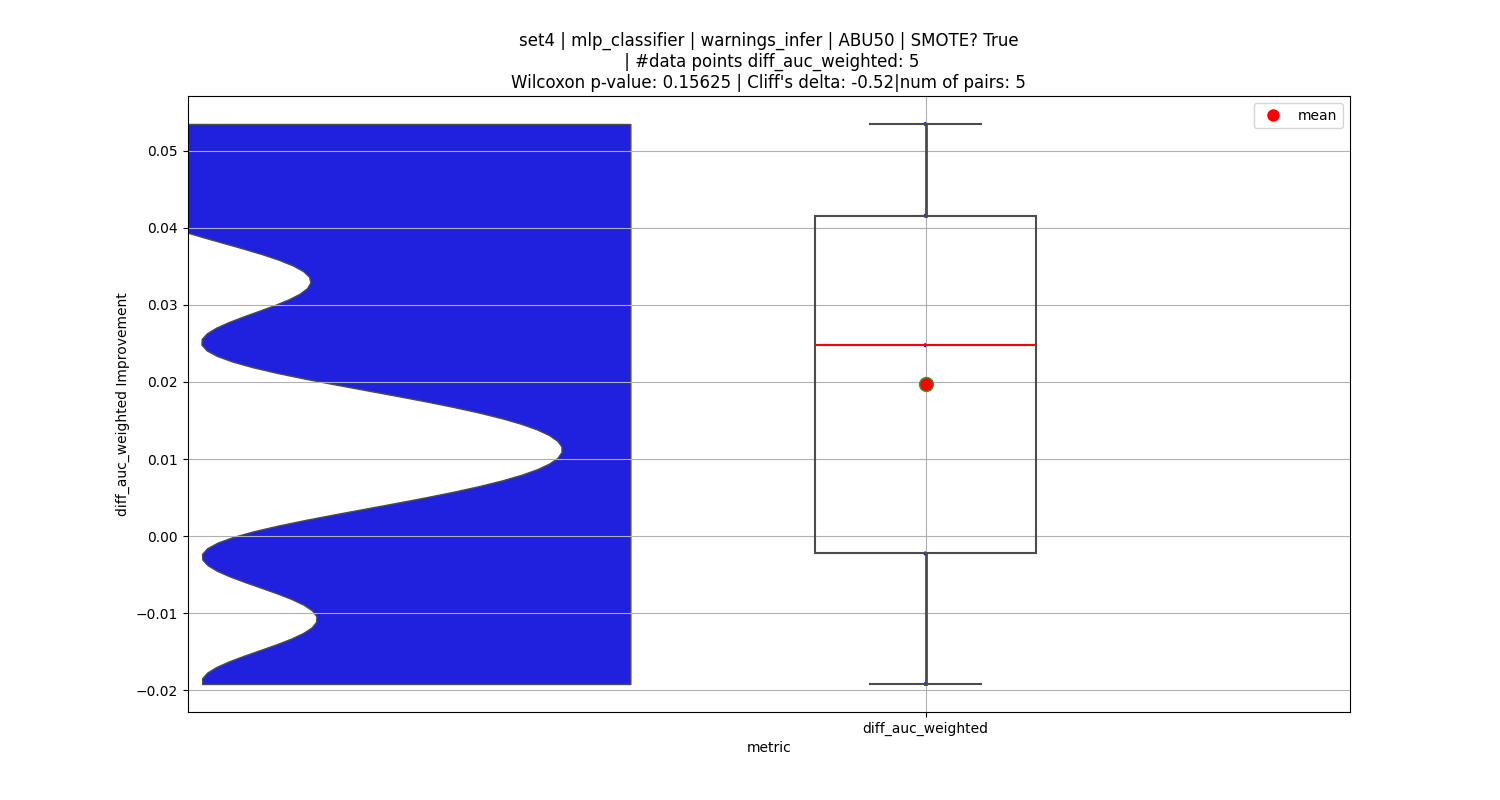 set4 | mlp_classifier | warnings_infer | ABU50 | SMOTE? True
| #data points diff_auc_weighted: 5
Wilcoxon p-value: 0.15625 | Cliff's delta: -0.52|num of pairs: 5
mean
0.05
0.04
0.03
0.02
0.01
0.00
−0.01
−0.02
diff_auc_weighted Improvement
diff_auc_weighted
metric